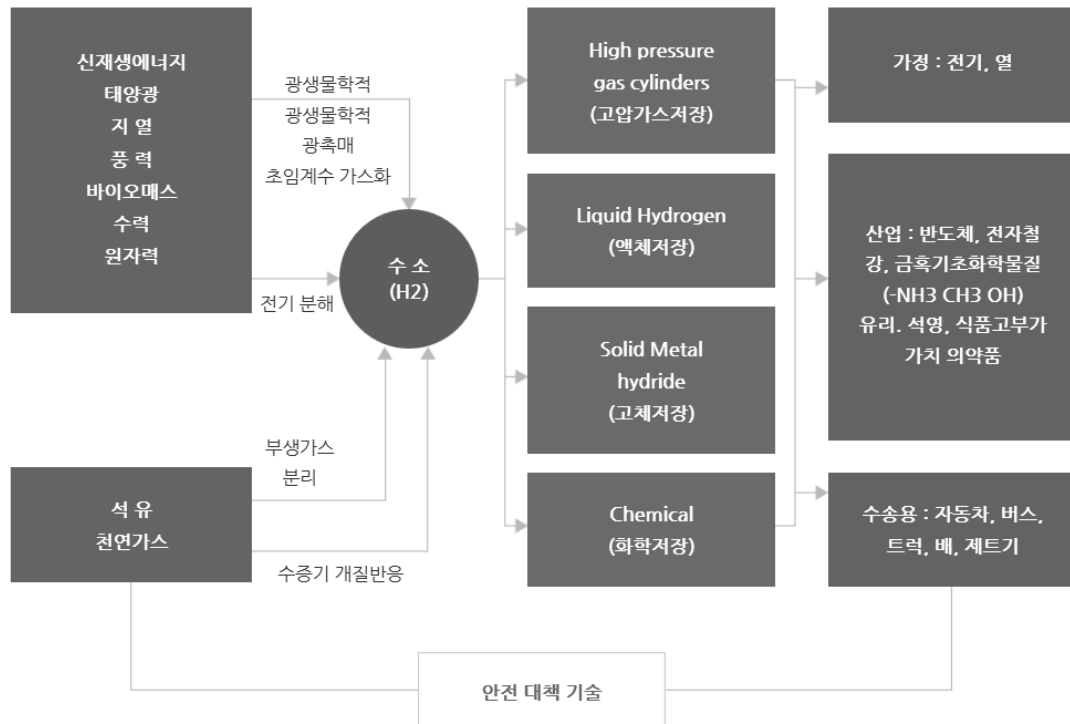 신재생에너지
태양광
지 열
풍 력
바이오매스
수력
원자력
광생물학적
광생물학적
광촉매
초임계수 가스화
전기 분해
수 소
(H2)
부생가스
분리
수증기 개질반응
석 유
천연가스
High pressure
gas cylinders
(고압가스저장)
Liquid Hydrogen
(액체저장)
Solid Metal
hydride
(고체저장)
Chemical
(화학저장)
가정 : 전기, 열
산업 : 반도체, 전자철
강, 금혹기초화학물질
(-NH3 CH3 OH)
유리. 석영, 식품고부가
가치 의약품
수송용 : 자동차, 버스,
트럭, 배, 제트기
안전 대책 기술